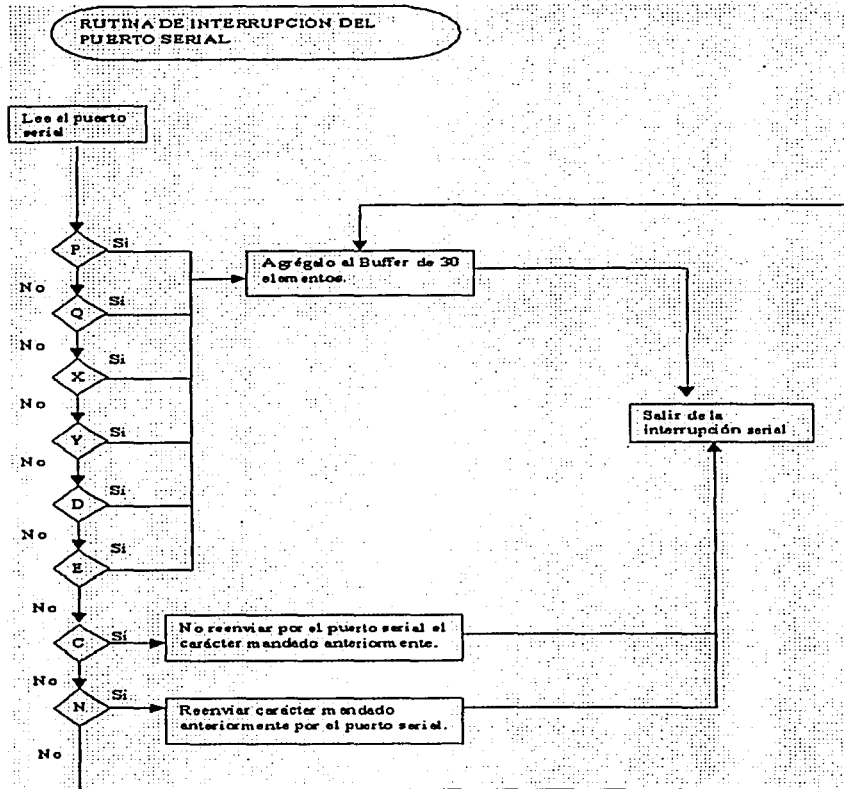 RUTINA DE INTERRUPCIÓN DEL
PUERTO SERIAL
Lee el puerto
serial
P
Si
Agrégalo al Buffer de 30
elementos.
No
Q
Si
No
X
Si
No
Y
Si
Salir de la
interrupción serial
No
D
Si
No
E
Si
No
C
Si
No reenviar por el puerto serial el
carácter mandado anteriormente.
No
N
Si
Reenviar carácter mandado
anteriormente por el puerto serial.
No